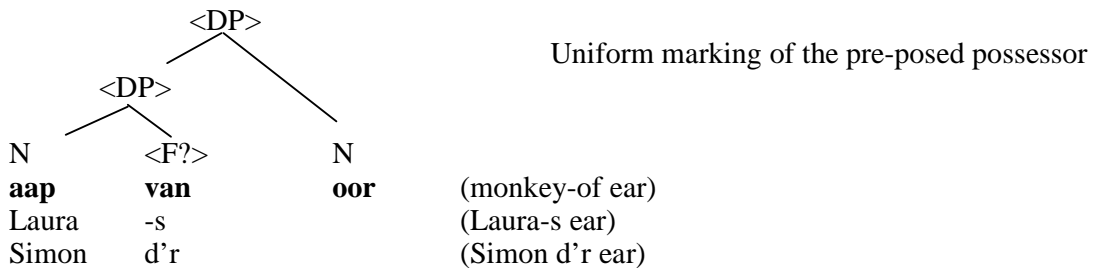 <DP>
Uniform marking of the pre-posed possessor
<DP>
N <F?> N
aap van oor (monkey-of ear)
Laura -s (Laura-s ear)
Simon d’r (Simon d’r ear)